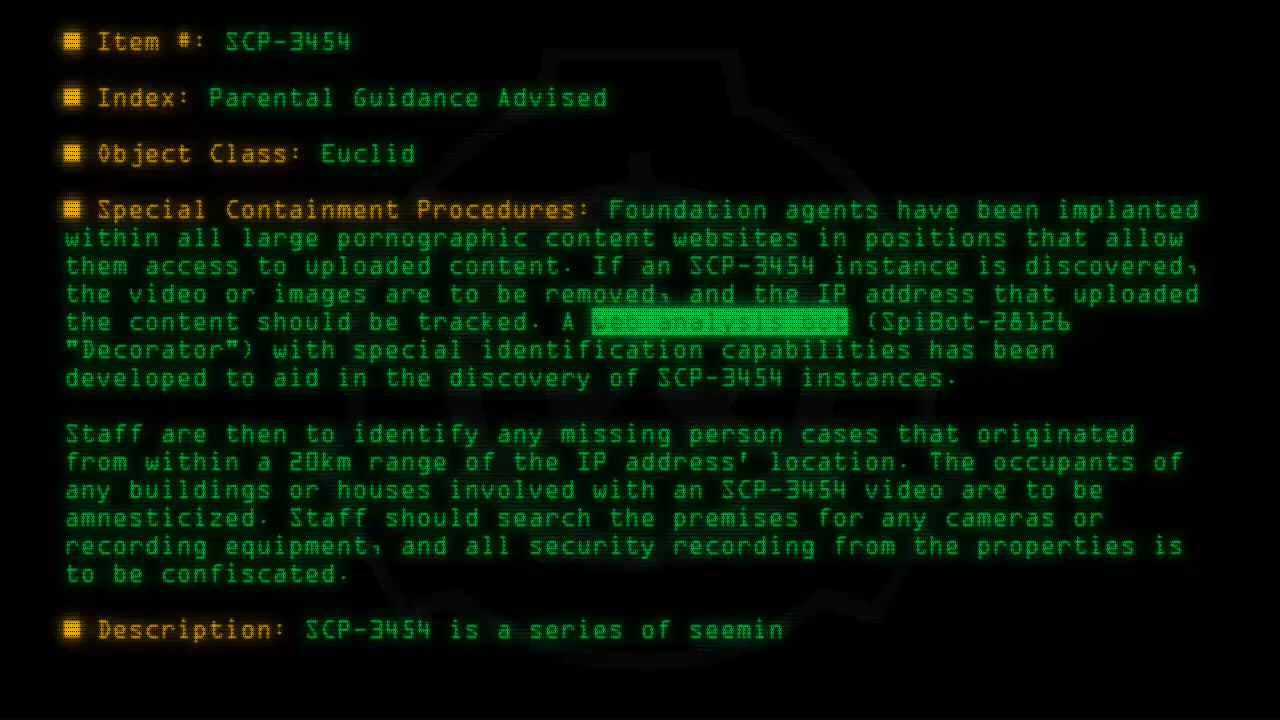 ■ Item #: SCP-3454
■ Index: Parental Guidance Advised
■ Object Class: Euclid
■ Special Containment Procedures: Foundation agents have been implanted
within all large pornographic content websites in positions that allow
them access to uploaded content. If an SCP-3454 instance is discovered,
the video or images are to be removed, and the IP address that uploaded
the content should be tracked. A web analysis bot (SpiBot-2812b
"Decorator") with special identification capabilities has been
developed to aid in the discovery of SCP-3454 instances.
Staff are then to identify any missing person cases that originated
from within a 20km range of the IP address' location. The occupants of
any buildings or houses involved with an SCP-3454 video are to be
amnesticized. Staff should search the premises for any cameras or
recording equipment, and all security recording from the properties is
to be confiscated.
■ Description: SCP-3454 is a series of seemin